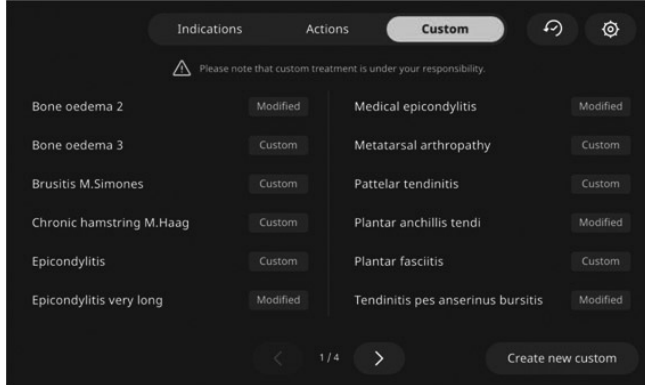 Indications Actions Custom
Please note that custom treatment is under your responsibility.
Bone oedema 2 Modified
Bone oedema 3 Custom
Brusitis M.Simones Custom
Chronic hamstring M.Haag Custom
Epicondylitis Custom
Epicondylitis very long Modified
Medical epicondylitis Modified
Metatarsal arthropathy Custom
Pattelar tendinitis Custom
Plantar anchillis tendi Modified
Plantar fasciitis Custom
Tendinitis pes anserinus bursitis Modified
1 / 4
Create new custom